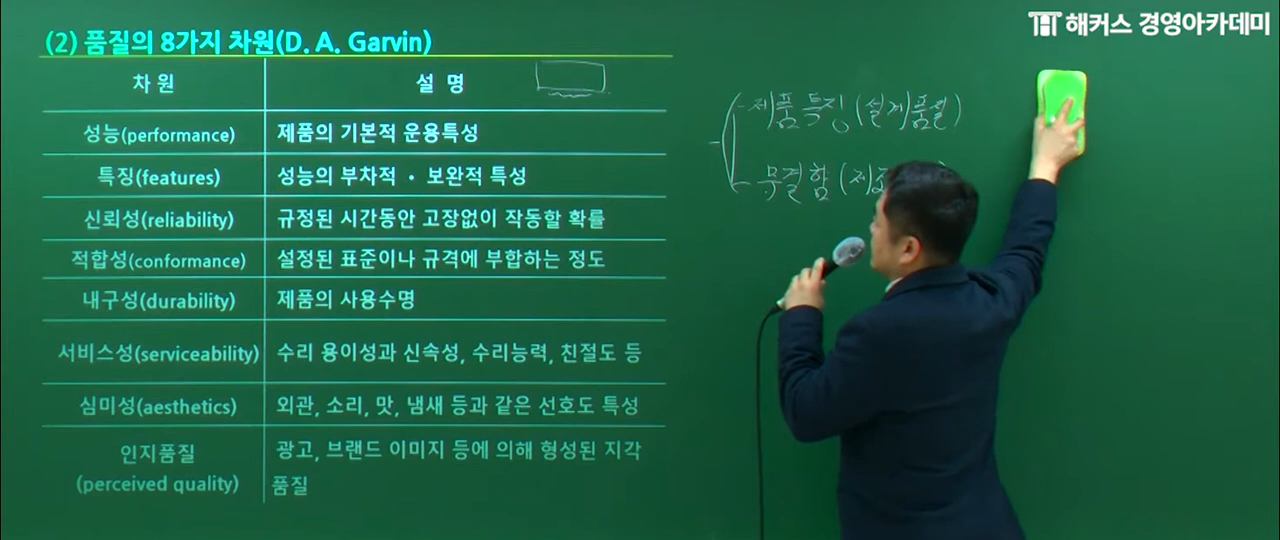 해커스 경영아카데미
(2) 품질의 8가지 차원(D. A. Garvin)
차 원 설 명
성능(performance) 제품의 기본적 운용특성
특징(features) 성능의 부차적 • 보완적 특성
신뢰성(reliability) 규정된 시간동안 고장없이 작동할 확률
적합성(conformance) 설정된 표준이나 규격에 부합하는 정도
내구성(durability) 제품의 사용수명
서비스성(serviceability) 수리 용이성과 신속성, 수리능력, 친절도 등
심미성(aesthetics) 외관, 소리, 맛, 냄새 등과 같은 선호도 특성
인지품질
(perceived quality)
광고, 브랜드 이미지 등에 의해 형성된 지각
품질
제품 특징 (설계품질)
무결함